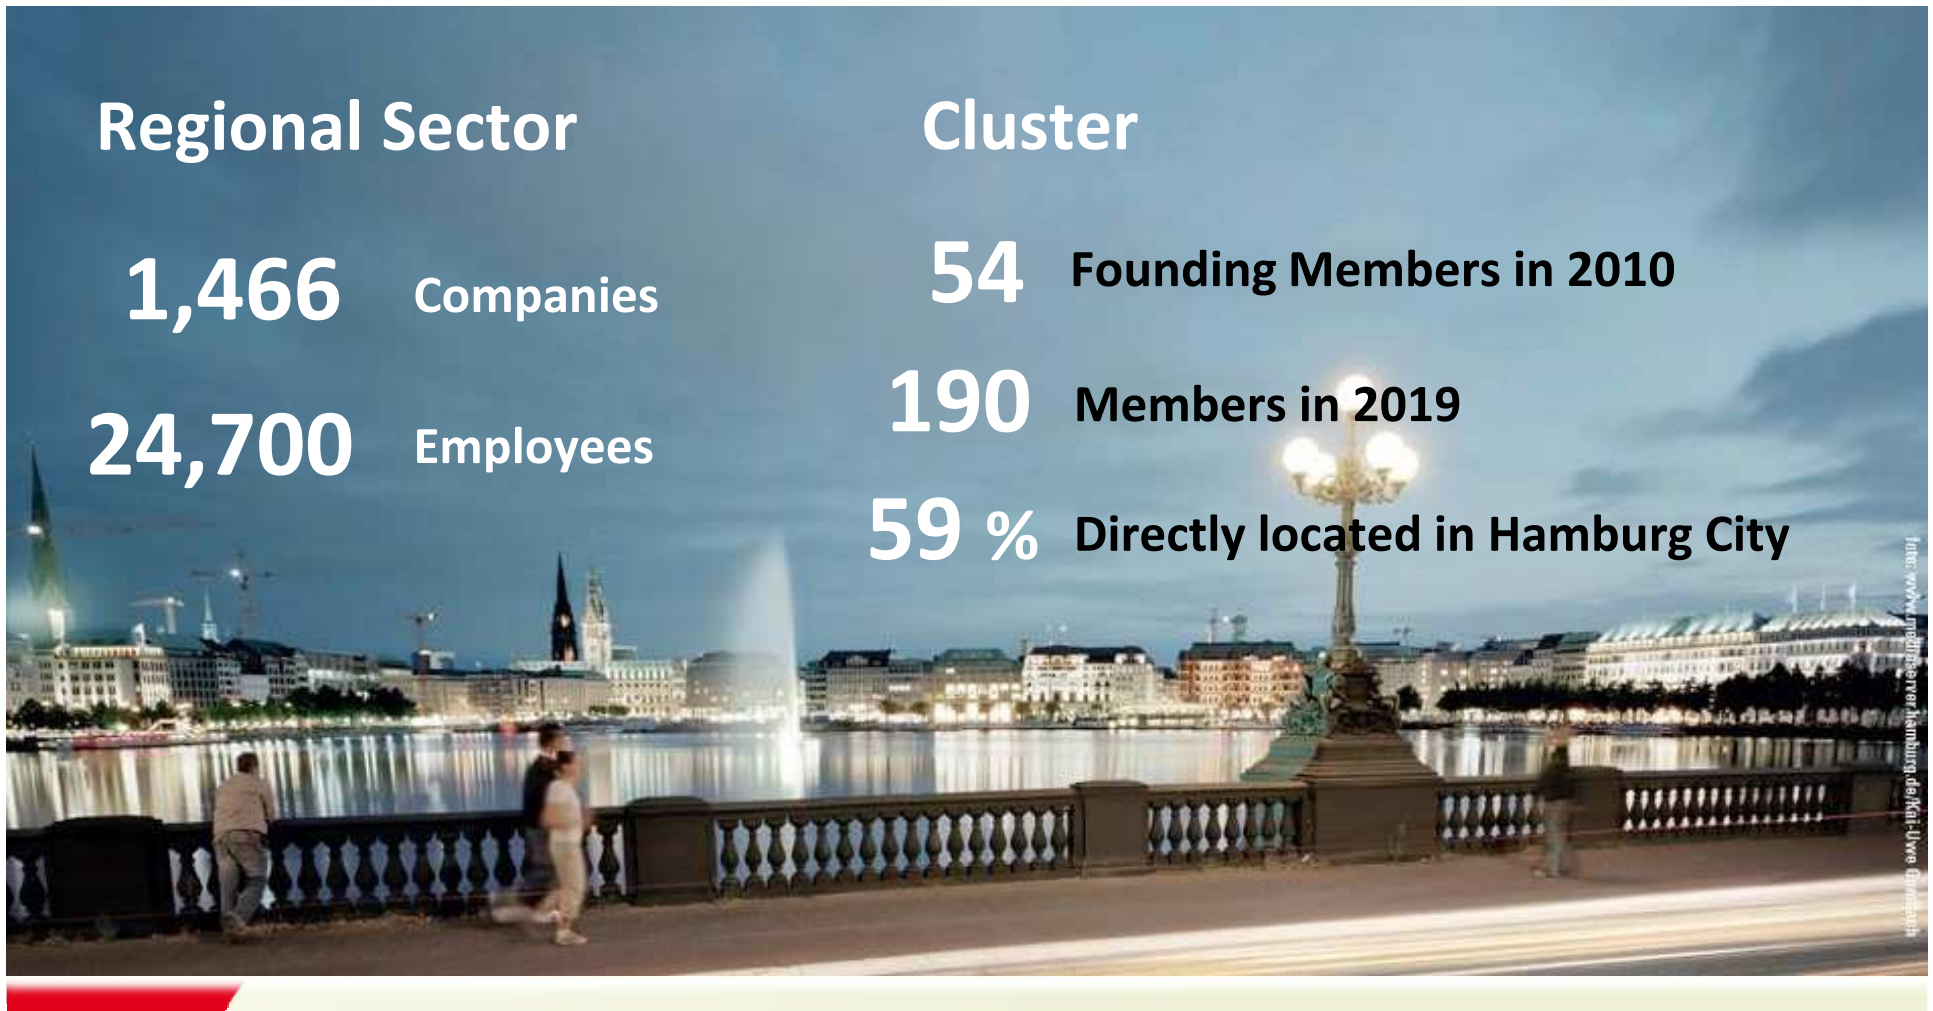 Regional Sector
1,466 Companies
24,700 Employees
Cluster
54 Founding Members in 2010
190 Members in 2019
59 % Directly located in Hamburg City